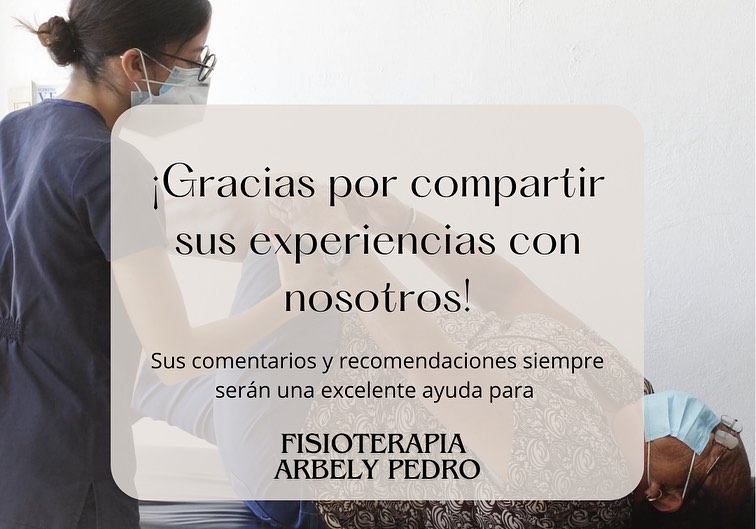 ¡Gracias por compartir
sus experiencias con
nosotros!
Sus comentarios y recomendaciones siempre
serán una excelente ayuda para
FISIOTERAPIA
ARBELY PEDRO